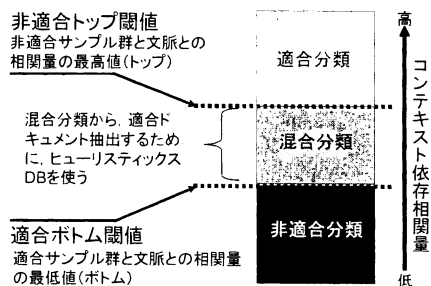 非適合トップ閾値
非適合サンプル群と文脈との
相関量の最高値(トップ)
混合分類から，適合ド
キュメント抽出するため
に，ヒューリスティックス
DBを使う
適合ボトム閾値
適合サンプル群と文脈との相関量
の最低値(ボトム)
適合分類
混合分類
非適合分類
高
コンテキスト依存相関量
低